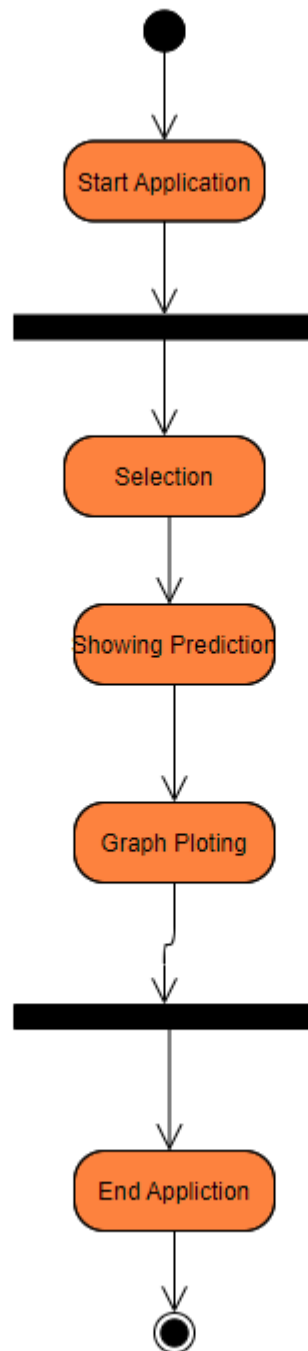 Start Application
Selection
Showing Prediction
Graph Ploting
End Appliction